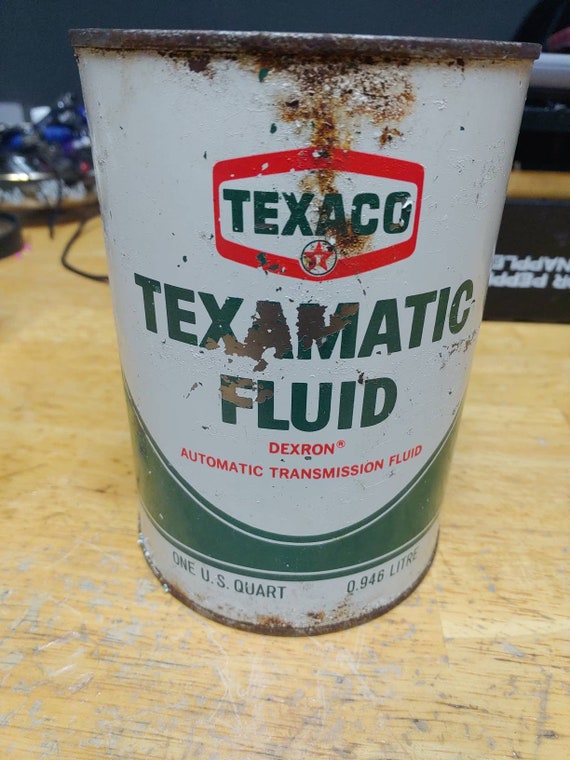 TEXACO
T
TEXAMATIC
FLUID
DEXRON®
AUTOMATIC TRANSMISSION FLUID
ONE U.S. QUART 0.946 LITRE